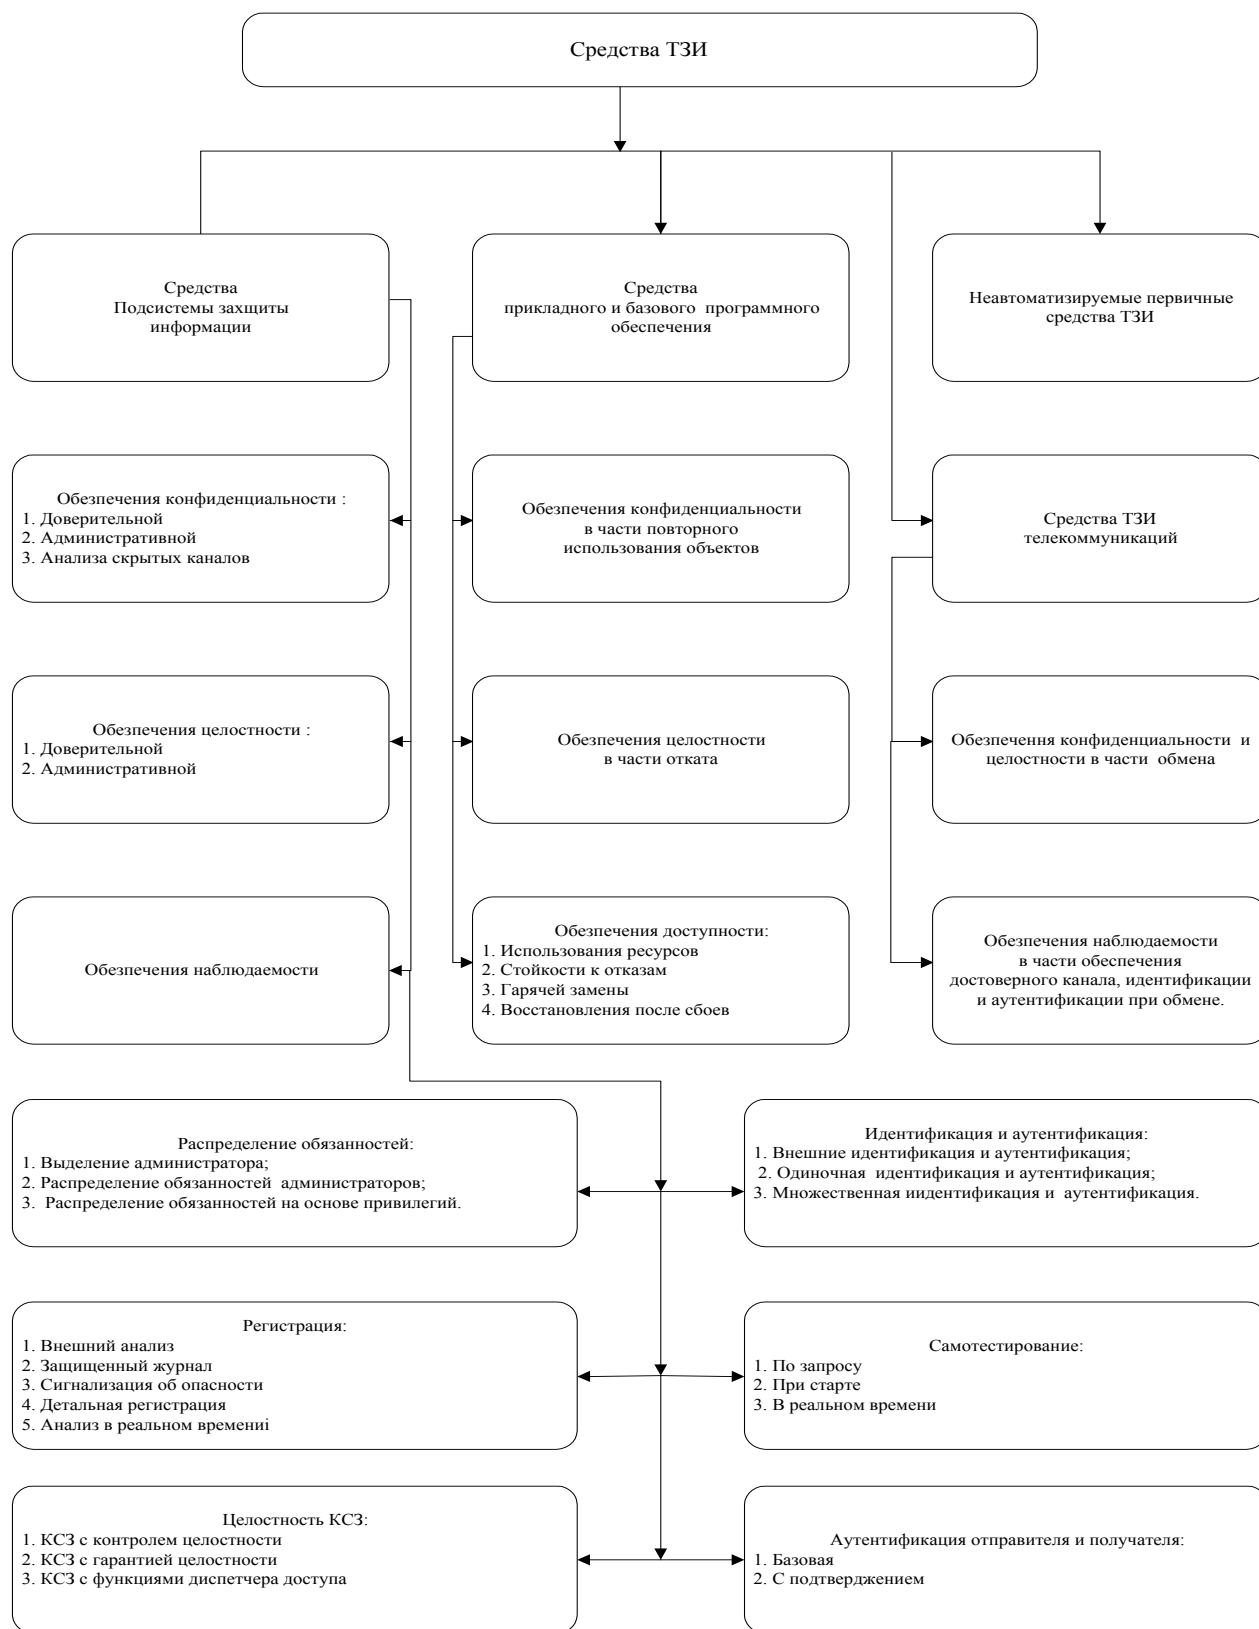 Средства ТЗИ
Средства
Подсистемы захщиты
информации
Средства
прикладного и базового программного
обеспечения
Неавтоматизируемые первичные
средства ТЗИ
Обезпечения конфиденциальности :
1. Доверительной
2. Административной
3. Анализа скрытых каналов
Обезпечения конфиденциальности
в части повторного
использования объектов
Средства ТЗИ
телекоммуникаций
Обезпечения целостности :
1. Доверительной
2. Административной
Обезпечения целостности
в части отката
Обезпечення конфиденциальности и
целостности в части обмена
Обезпечения наблюдаемости
Обезпечения доступности:
1. Использования ресурсов
2. Стойкости к отказам
3. Гарячей замены
4. Восстановления после сбоев
Обезпечения наблюдаемости
в части обеспечения
достоверного канала, идентификации
и аутентификации при обмене.
Распределение обязанностей:
1. Выделение администратора;
2. Распределение обязанностей администраторов;
3. Распределение обязанностей на основе привилегий.
Идентификация и аутентификация:
1. Внешние идентификация и аутентификация;
2. Одиночная идентификация и аутентификация;
3. Множественная иидентификация и аутентификация.
Регистрация:
1. Внешний анализ
2. Защищенный журнал
3. Сигнализация об опасности
4. Детальная регистрация
5. Анализ в реальном времениі
Самотестирование:
1. По запросу
2. При старте
3. В реальном времени
Целостность КСЗ:
1. КСЗ с контролем целостности
2. КСЗ с гарантией целостности
3. КСЗ с функциями диспетчера доступа
Аутентификация отправителя и получателя:
1. Базовая
2. С подтверджением